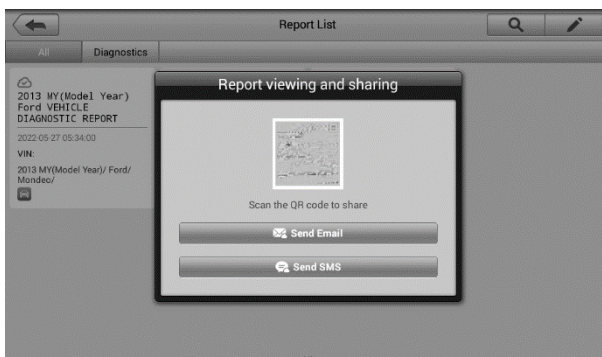 Report List
All
Diagnostics
2013 MY(Model Year)
Ford VEHICLE
DIAGNOSTIC REPORT
2022-05-27 05:34:00
VIN:
2013 MY(Model Year)/ Ford/
Mondeo/
Report viewing and sharing
Scan the QR code to share
Send Email
Send SMS